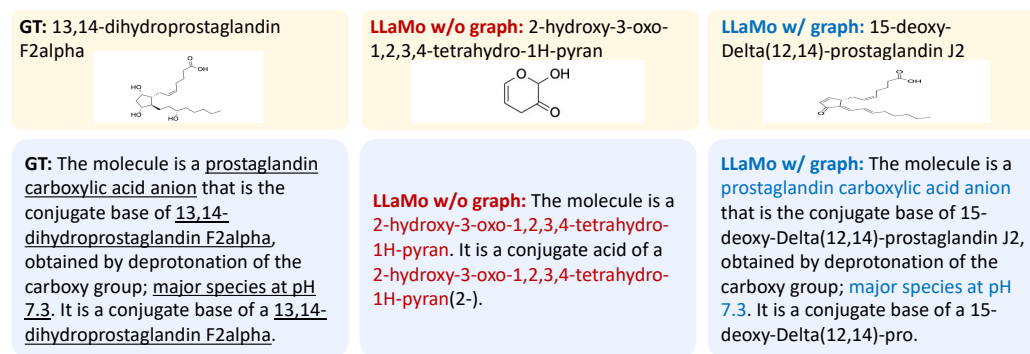 GT: 13,14-dihydroprostaglandin
F2alpha
O
OH
HO
HO
HO
LLaMo w/o graph: 2-hydroxy-3-oxo-
1,2,3,4-tetrahydro-1H-pyran
O
OH
O
LLaMo w/ graph: 15-deoxy-
Delta(12,14)-prostaglandin J2
O
OH
O
GT: The molecule is a prostaglandin
carboxylic acid anion that is the
conjugate base of 13,14-
dihydroprostaglandin F2alpha,
obtained by deprotonation of the
carboxy group; major species at pH
7.3. It is a conjugate base of a 13,14-
dihydroprostaglandin F2alpha.
LLaMo w/o graph: The molecule is a
2-hydroxy-3-oxo-1,2,3,4-tetrahydro-
1H-pyran. It is a conjugate acid of a
2-hydroxy-3-oxo-1,2,3,4-tetrahydro-
1H-pyran(2-).
LLaMo w/ graph: The molecule is a
prostaglandin carboxylic acid anion
that is the conjugate base of 15-
deoxy-Delta(12,14)-prostaglandin J2,
obtained by deprotonation of the
carboxy group; major species at pH
7.3. It is a conjugate base of a 15-
deoxy-Delta(12,14)-pro.